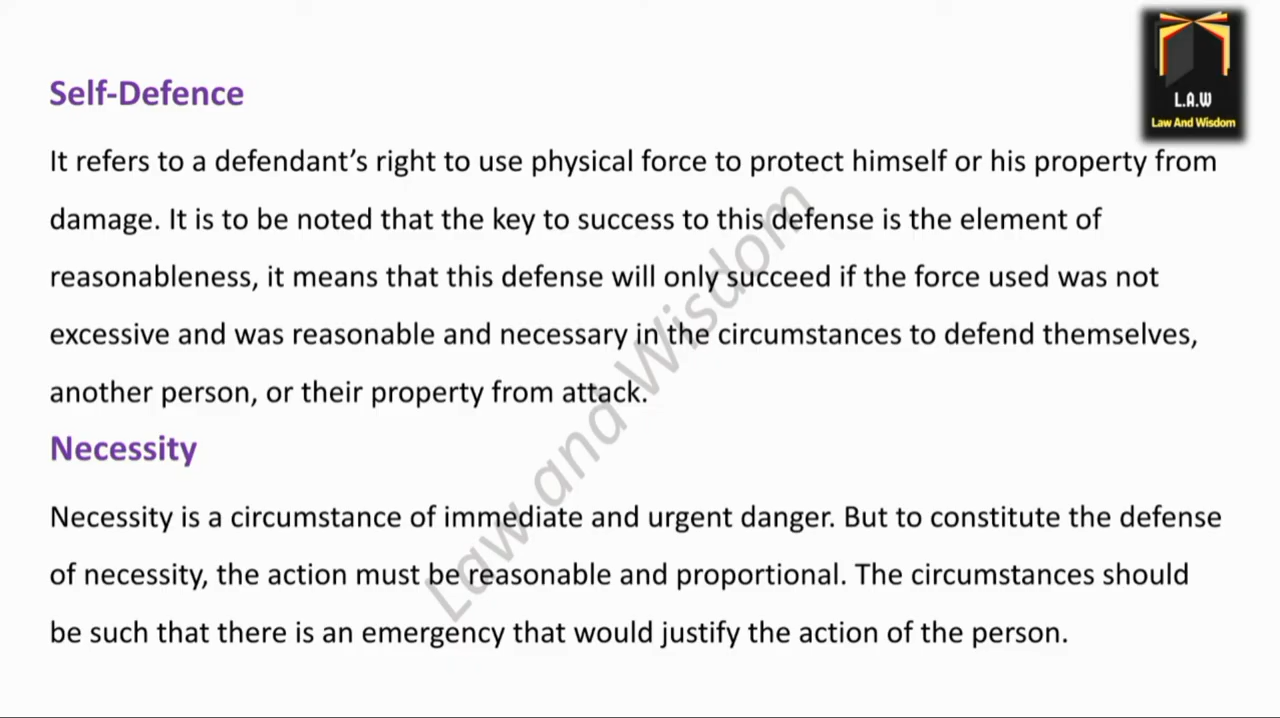 L.A.W
Law And Wisdom
Self-Defence
It refers to a defendant’s right to use physical force to protect himself or his property from
damage. It is to be noted that the key to success to this defense is the element of
reasonableness, it means that this defense will only succeed if the force used was not
excessive and was reasonable and necessary in the circumstances to defend themselves,
another person, or their property from attack.
Necessity
Necessity is a circumstance of immediate and urgent danger. But to constitute the defense
of necessity, the action must be reasonable and proportional. The circumstances should
be such that there is an emergency that would justify the action of the person.
Law and Wisdom